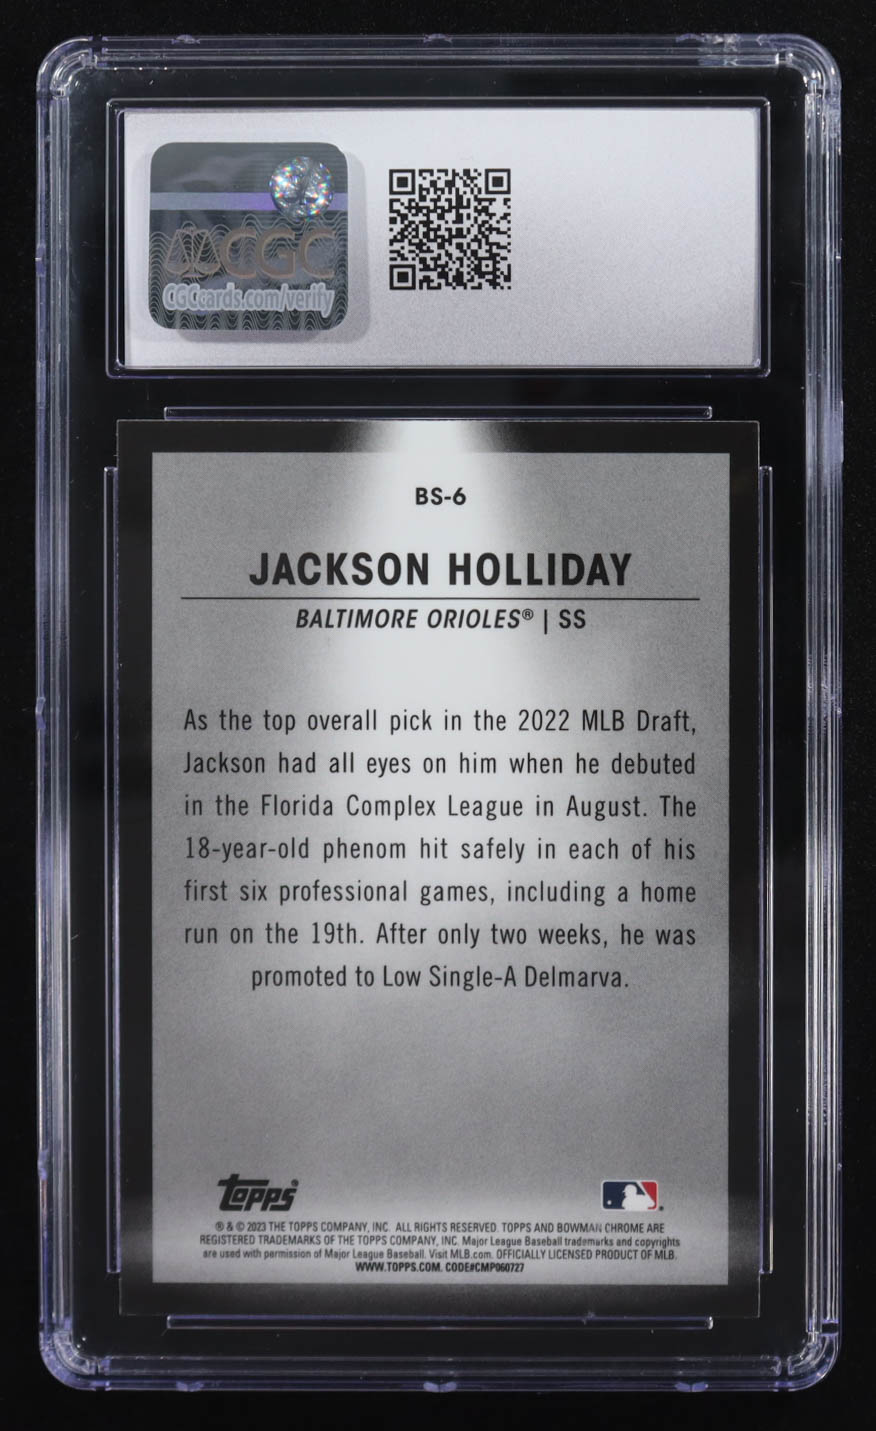 CGC
CGCcards.com/verify
BS-6
JACKSON HOLLIDAY
BALTIMORE ORIOLES® | SS
As the top overall pick in the 2022 MLB Draft,
Jackson had all eyes on him when he debuted
in the Florida Complex League in August. The
18-year-old phenom hit safely in each of his
first six professional games, including a home
run on the 19th. After only two weeks, he was
promoted to Low Single-A Delmarva.
topps
® & © 2023 THE TOPPS COMPANY, INC. ALL RIGHTS RESERVED. TOPPS AND BOWMAN CHROME ARE
REGISTERED TRADEMARKS OF THE TOPPS COMPANY, INC. Major League Baseball trademarks and copyrights
are used with permission of Major League Baseball. Visit MLB.com. OFFICIALLY LICENSED PRODUCT OF MLB.
WWW.TOPPS.COM. CODE#CMP060727